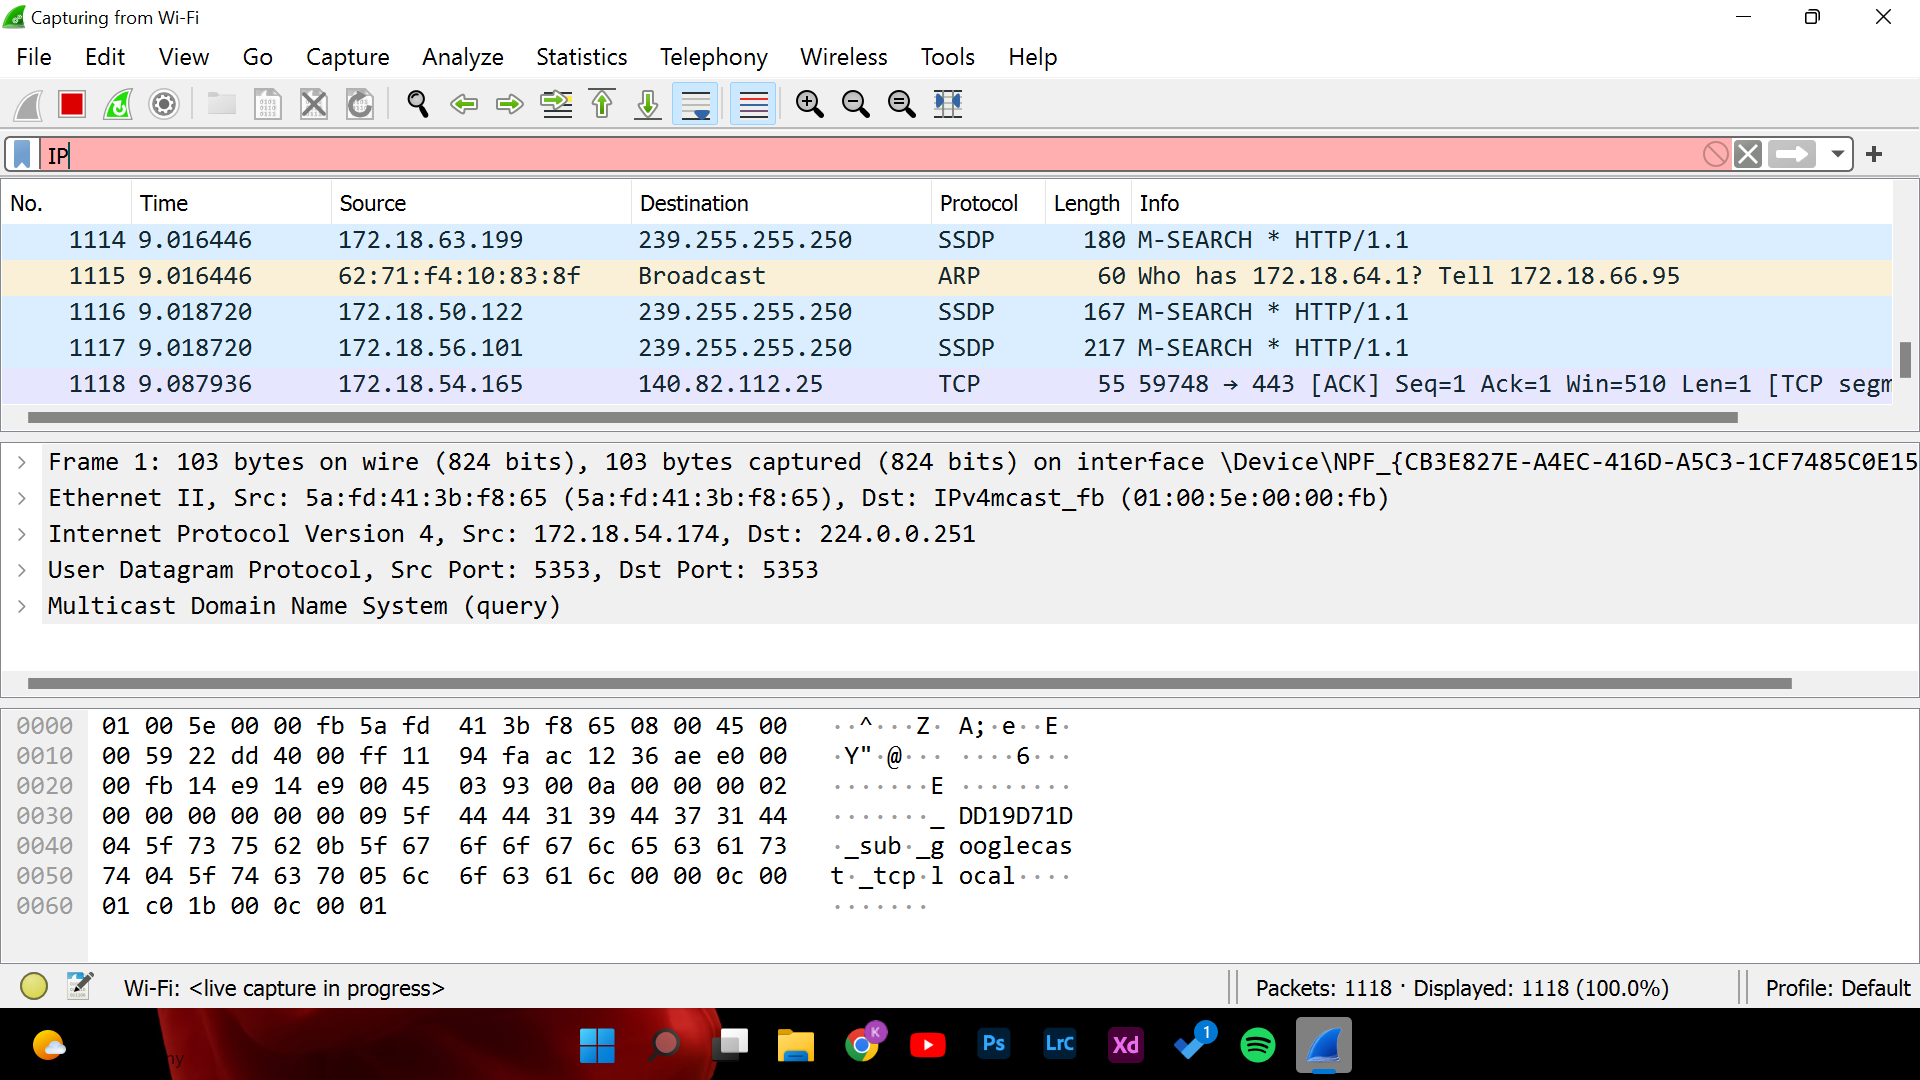 Capturing from Wi-Fi
File Edit View Go Capture Analyze Statistics Telephony Wireless Tools Help
IP
No. Time Source Destination Protocol Length Info
1114 9.016446 172.18.63.199 239.255.255.250 SSDP 180 M-SEARCH * HTTP/1.1
1115 9.016446 62:71:f4:10:83:8f Broadcast ARP 60 Who has 172.18.64.1? Tell 172.18.66.95
1116 9.018720 172.18.50.122 239.255.255.250 SSDP 167 M-SEARCH * HTTP/1.1
1117 9.018720 172.18.56.101 239.255.255.250 SSDP 217 M-SEARCH * HTTP/1.1
1118 9.087936 172.18.54.165 140.82.112.25 TCP 55 59748 → 443 [ACK] Seq=1 Ack=1 Win=510 Len=1 [TCP segm
Frame 1: 103 bytes on wire (824 bits), 103 bytes captured (824 bits) on interface \Device\NPF_{CB3E827E-A4EC-416D-A5C3-1CF7485C0E15
Ethernet II, Src: 5a:fd:41:3b:f8:65 (5a:fd:41:3b:f8:65), Dst: IPv4mcast_fb (01:00:5e:00:00:fb)
Internet Protocol Version 4, Src: 172.18.54.174, Dst: 224.0.0.251
User Datagram Protocol, Src Port: 5353, Dst Port: 5353
Multicast Domain Name System (query)
0000 01 00 5e 00 00 fb 5a fd 41 3b f8 65 08 00 45 00 ··^···Z· A;·e··E·
0010 00 59 22 dd 40 00 ff 11 94 fa ac 12 36 ae e0 00 ·Y"·@··· ····6···
0020 00 fb 14 e9 14 e9 00 45 03 93 00 0a 00 00 00 02 ·······E ········
0030 00 00 00 00 00 00 09 5f 44 44 31 39 44 37 31 44 ·······_ DD19D71D
0040 04 5f 73 75 62 0b 5f 67 6f 6f 67 6c 65 63 61 73 ·_sub·_g ooglecas
0050 74 04 5f 74 63 70 05 6c 6f 63 61 6c 00 00 0c 00 t·_tcp·l ocal····
0060 01 c0 1b 00 0c 00 01 ·······
Wi-Fi: <live capture in progress> Packets: 1118 · Displayed: 1118 (100.0%) Profile: Default
K Ps LrC Xd 1